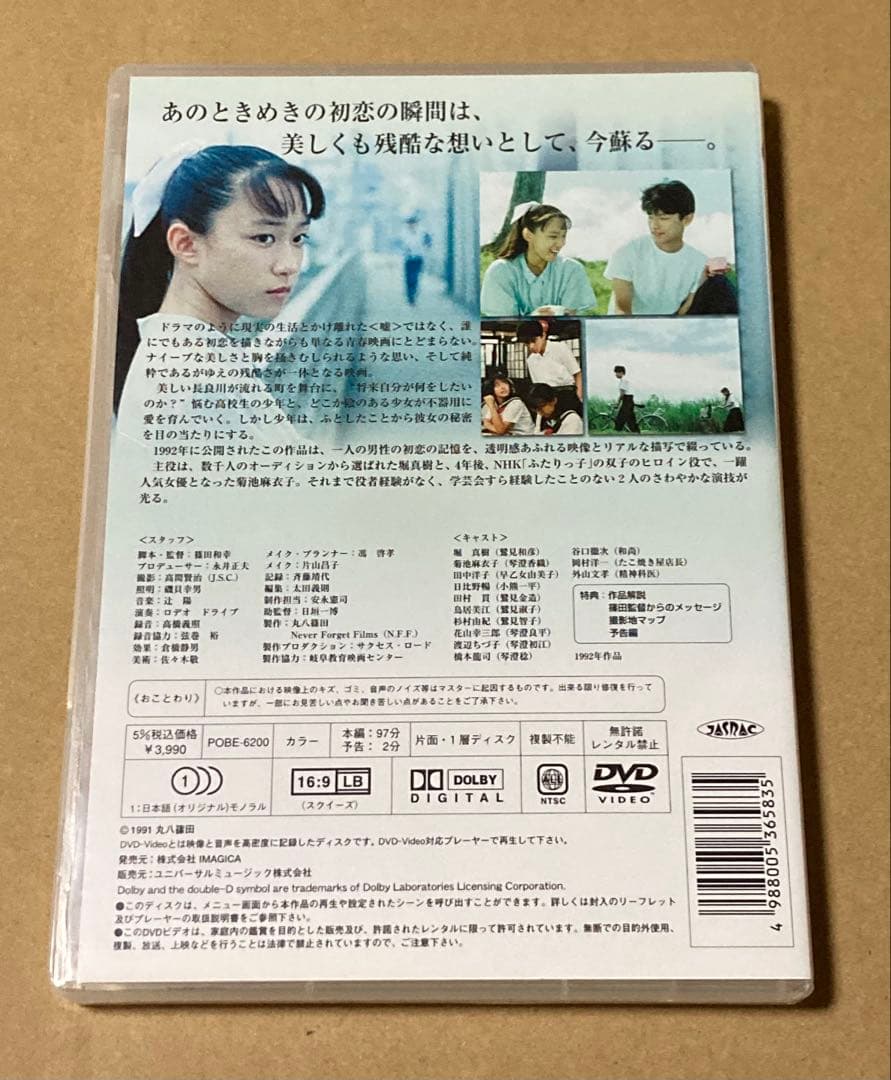 あのときめきの初恋の瞬間は、
美しくも残酷な想いとして、今蘇る――。
ドラマのように現実の生活とかけ離れた<嘘>ではなく、誰
にでもある初恋を描きながらも単なる青春映画にとどまらない。
ナイーブな美しさと胸を掻きむしられるような思い、そして純
粋であるがゆえの残酷さが一体となる映画。
美しい長良川が流れる町を舞台に、"将来自分が何をしたい
のか?"悩む高校生の少年と、どこか陰のある少女が不器用に
愛を育んでいく。しかし少年は、ふとしたことから彼女の秘密
を目の当たりにする。
1992年に公開されたこの作品は、一人の男性の初恋の記憶を、透明感あふれる映像とリアルな描写で綴っている。
主役は、数千人のオーディションから選ばれた堀真樹と、4年後、NHK「ふたりっ子」の双子のヒロイン役で、一躍
人気女優となった菊池麻衣子。それまで役者経験がなく、学芸会すら経験したことのない2人のさわやかな演技が
光る。
<スタッフ>
脚本・監督:篠田和幸
プロデューサー:永井正夫
撮影:高間賢治(J.S.C.)
照明:磯貝幸男
音楽:辻 陽
演奏:ロデオ ドライブ
録音:高橋義照
録音協力:弦巻 裕
効果:倉橋静男
美術:佐々木敬
メイク・プランナー:馮 啓孝
メイク:片山昌子
記録:斉藤靖代
編集:太田義則
制作担当:安永憲司
助監督:日垣一博
製作:丸八篠田
Never Forget Films (N.F.F.)
製作プロダクション:サクセス・ロード
製作協力:岐阜教育映画センター
<キャスト>
堀 真樹(鷲見和彦)
菊池麻衣子(琴澄香織)
田中洋子(早乙女由美子)
日比野暢(小熊一平)
田村 貫(鷲見金造)
鳥居美江(鷲見淑子)
杉村由紀(鷲見智子)
花山幸三郎(琴澄良平)
渡辺ちづ子(琴澄初江)
橋本龍司(琴澄稔)
谷口徹次(和尚)
岡村洋一(たこ焼き屋店長)
外山文孝(精神科医)
特典:作品解説
篠田監督からのメッセージ
撮影地マップ
予告編
1992年作品
《おことわり》
○本作品における映像上のキズ、ゴミ、音声のノイズ等はマスターに起因するものです。出来る限り修復を行って
いますが、一部にお見苦しい点やお聞き苦しい点があることをご了承下さい。
JASRAC
5%税込価格
¥3,990
POBE-6200
カラー
本編:97分
予告: 2分
片面・1層ディスク
複製不能
無許諾
レンタル禁止
1
1:日本語(オリジナル)モノラル
16:9 LB
(スクイーズ)
DOLBY
DIGITAL
ALL
NTSC
DVD
VIDEO
©1991 丸八篠田
DVD-Videoとは映像と音声を高密度に記録したディスクです。DVD-Video対応プレーヤーで再生して下さい。
発売元:株式会社 IMAGICA
販売元:ユニバーサルミュージック株式会社
Dolby and the double-D symbol are trademarks of Dolby Laboratories Licensing Corporation.
●このディスクは、メニュー画面から本作品の再生や設定されたシーンを呼び出すことができます。詳しくは封入のリーフレット
及びプレーヤーの取扱説明書をご参照下さい。
●このDVDビデオは、家庭内の鑑賞を目的とした販売及び、許諾されたレンタルに限って許可されています。無断での目的外使用、
複製、放送、上映などを行うことは法律で禁止されていますので、ご注意下さい。
4 988005 365835